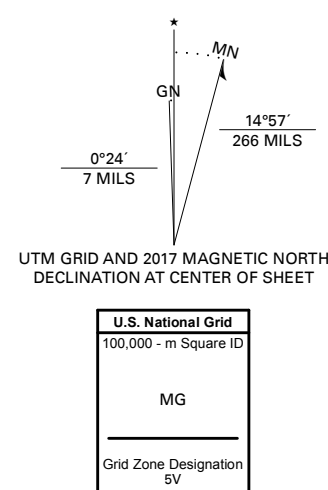 ★
MN
GN
14°57´
266 MILS
0°24´
7 MILS
UTM GRID AND 2017 MAGNETIC NORTH
DECLINATION AT CENTER OF SHEET
U.S. National Grid
100,000 - m Square ID
MG
Grid Zone Designation
5V